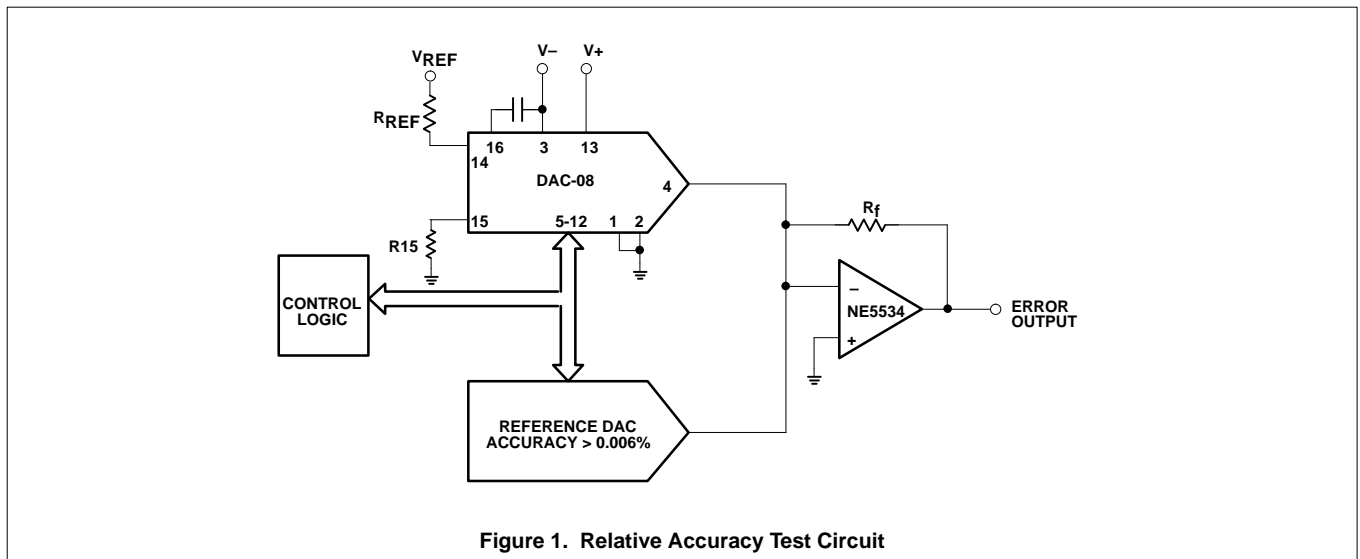 V– V+
VREF
RREF
16 3 13
14
DAC-08
4
Rf
15 5-12 1 2
R15
–
NE5534
+
ERROR
OUTPUT
CONTROL
LOGIC
REFERENCE DAC
ACCURACY > 0.006%
Figure 1. Relative Accuracy Test Circuit